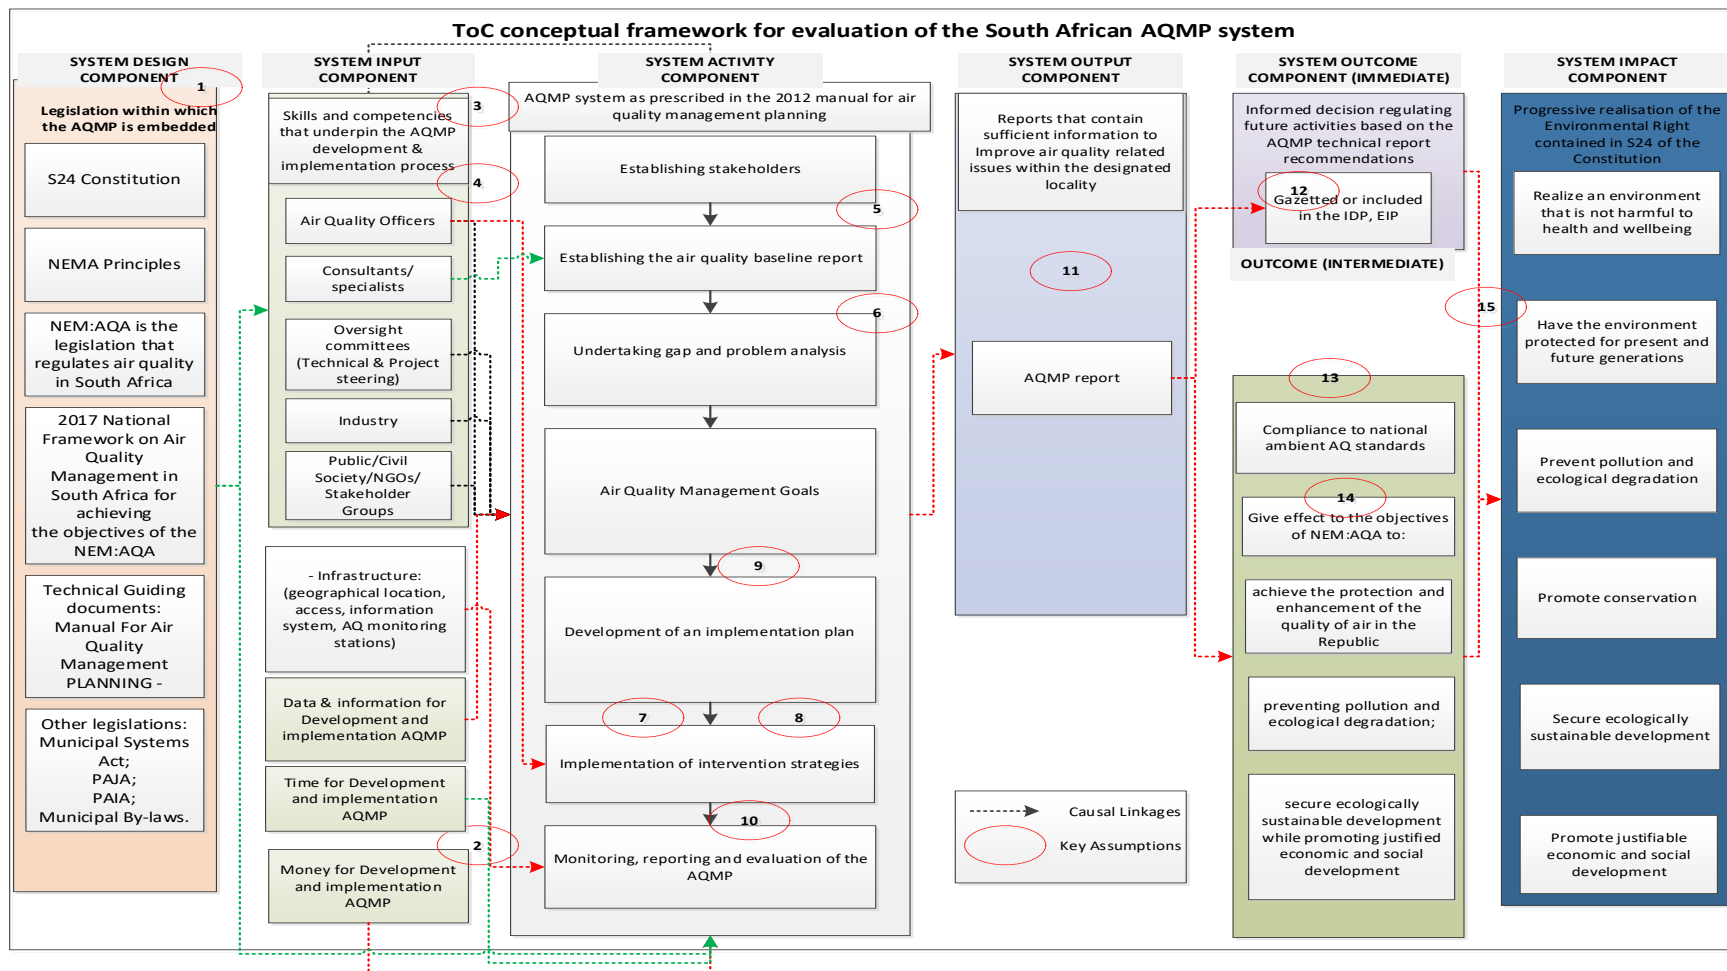 ToC conceptual framework for evaluation of the South African AQMP system
SYSTEM DESIGN
COMPONENT
1
Legislation within which
the AQMP is embedded
S24 Constitution
NEMA Principles
NEM:AQA is the
legislation that
regulates air quality
in South Africa
2017 National
Framework on Air
Quality
Management in
South Africa for
achieving
the objectives of the
NEM:AQA
Technical Guiding
documents:
Manual For Air
Quality
Management
PLANNING -
Other legislations:
Municipal Systems
Act;
PAJA;
PAIA;
Municipal By-laws.
SYSTEM INPUT
COMPONENT
3
Skills and competencies
that underpin the AQMP
development &
implementation process
4
Air Quality Officers
Consultants/
specialists
Oversight
committees
(Technical & Project
steering)
Industry
Public/Civil
Society/NGOs/
Stakeholder
Groups
- Infrastructure:
(geographical location,
access, information
system, AQ monitoring
stations)
Data & information for
Development and
implementation AQMP
Time for Development
and implementation
AQMP
2
Money for Development
and implementation
AQMP
SYSTEM ACTIVITY
COMPONENT
AQMP system as prescribed in the 2012 manual for air
quality management planning
Establishing stakeholders
5
Establishing the air quality baseline report
6
Undertaking gap and problem analysis
Air Quality Management Goals
9
Development of an implementation plan
7
8
Implementation of intervention strategies
10
Monitoring, reporting and evaluation of the
AQMP
SYSTEM OUTPUT
COMPONENT
Reports that contain
sufficient information to
Improve air quality related
issues within the designated
locality
11
AQMP report
Causal Linkages
Key Assumptions
SYSTEM OUTCOME
COMPONENT (IMMEDIATE)
Informed decision regarding
future activities based on the
AQMP technical report
recommendations
12
Gazetted or included
in the IDP, EIP
OUTCOME (INTERMEDIATE)
13
Compliance to national
ambient AQ standards
14
Give effect to the objectives
of NEM:AQA to:
achieve the protection and
enhancement of the
quality of air in the
Republic
preventing pollution and
ecological degradation;
secure ecologically
sustainable development
while promoting justified
economic and social
development
15
SYSTEM IMPACT
COMPONENT
Progressive realisation of the
Environmental Right
contained in S24 of the
Constitution
Realize an environment
that is not harmful to
health and wellbeing
Have the environment
protected for present and
future generations
Prevent pollution and
ecological degradation
Promote conservation
Secure ecologically
sustainable development
Promote justifiable
economic and social
development